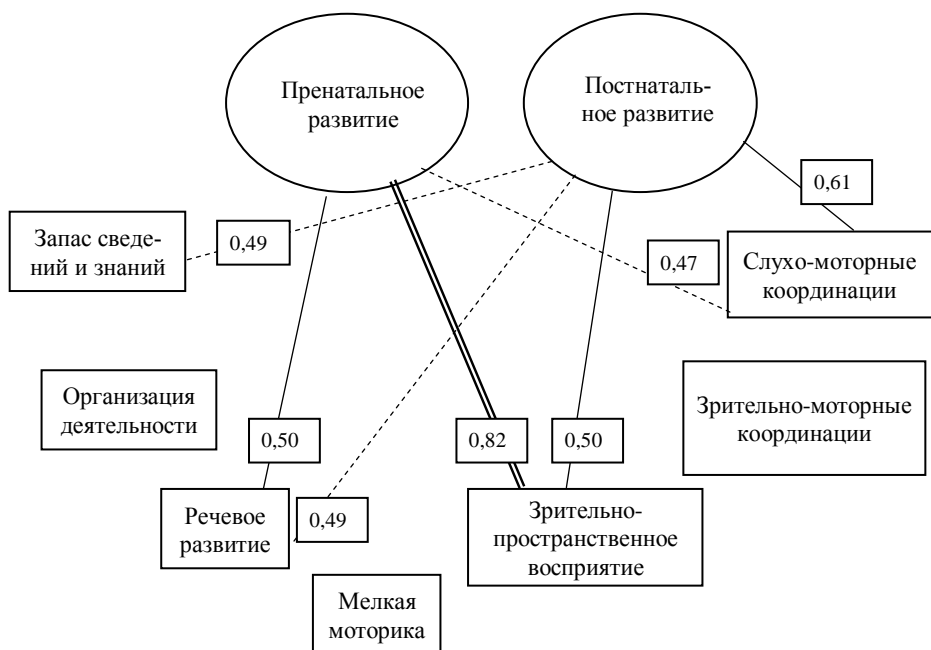 Пренатальное
развитие
Постнаталь-
ное развитие
0,61
Запас сведе-
ний и знаний
0,49
0,47
Слухо-моторные
координации
Организация
деятельности
Зрительно-моторные
координации
0,50
0,82
0,50
Речевое
развитие
0,49
Зрительно-
пространственное
восприятие
Мелкая
моторика